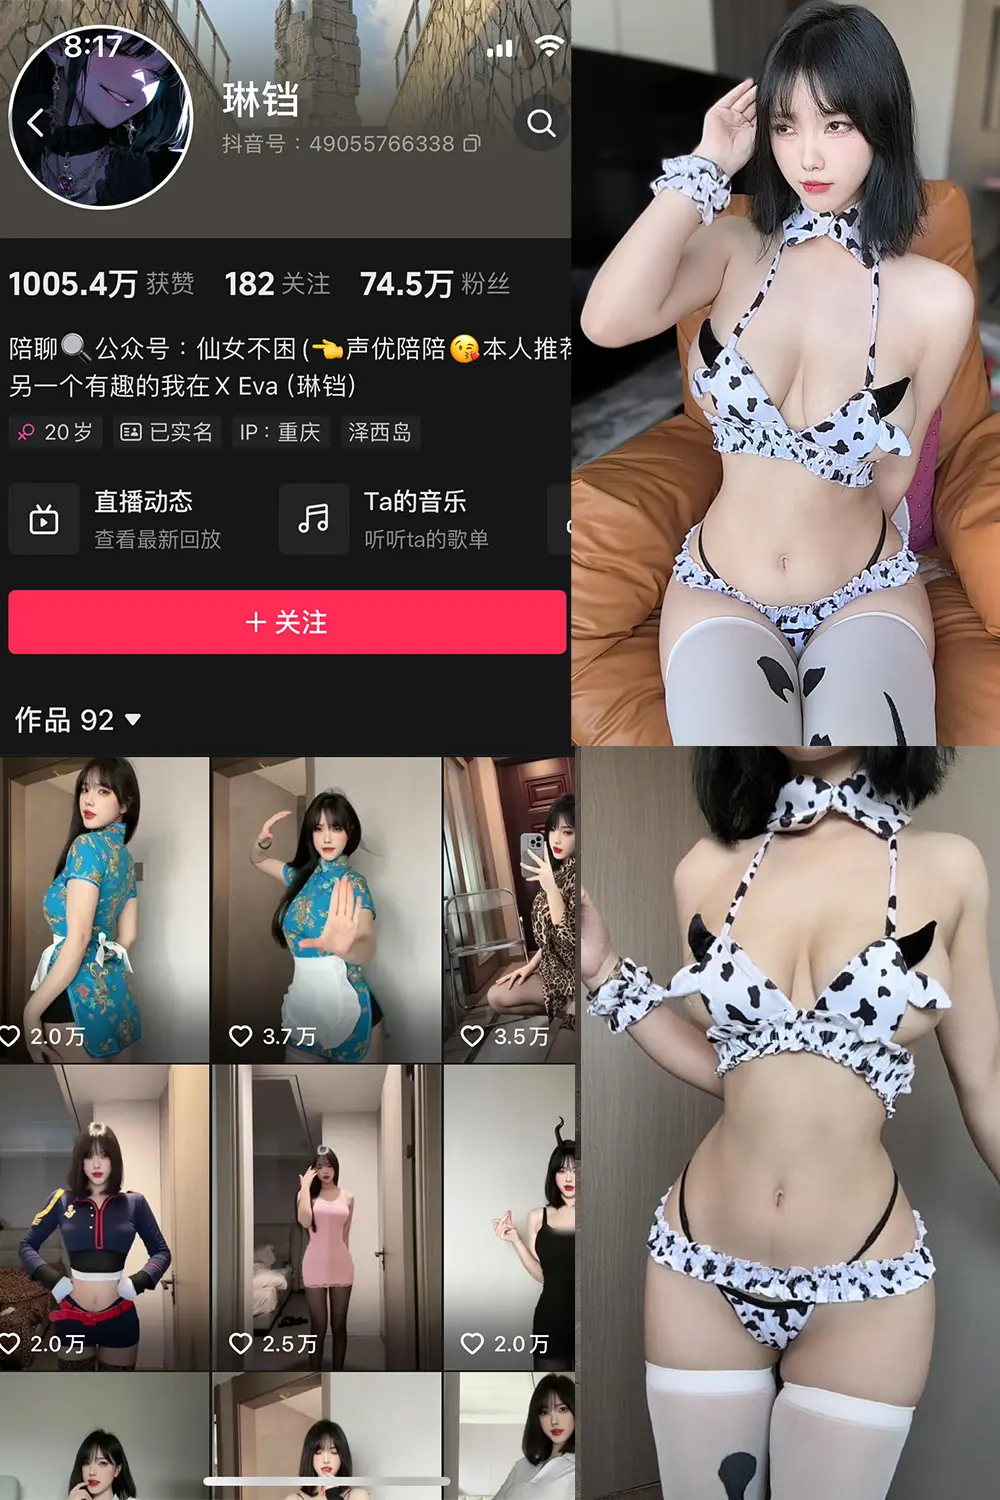 8:17
琳铛
抖音号：49055766338
1005.4万 获赞 182 关注 74.5万 粉丝
陪聊🔍公众号：仙女不困(👈声优陪陪😘本人推荐
另一个有趣的我在X Eva (琳铛)
20岁 已实名 IP：重庆 泽西岛
直播动态 Ta的音乐
查看最新回放 听听ta的歌单
+ 关注
作品 92
2.0万 3.7万 3.5万
2.0万 2.5万 2.0万